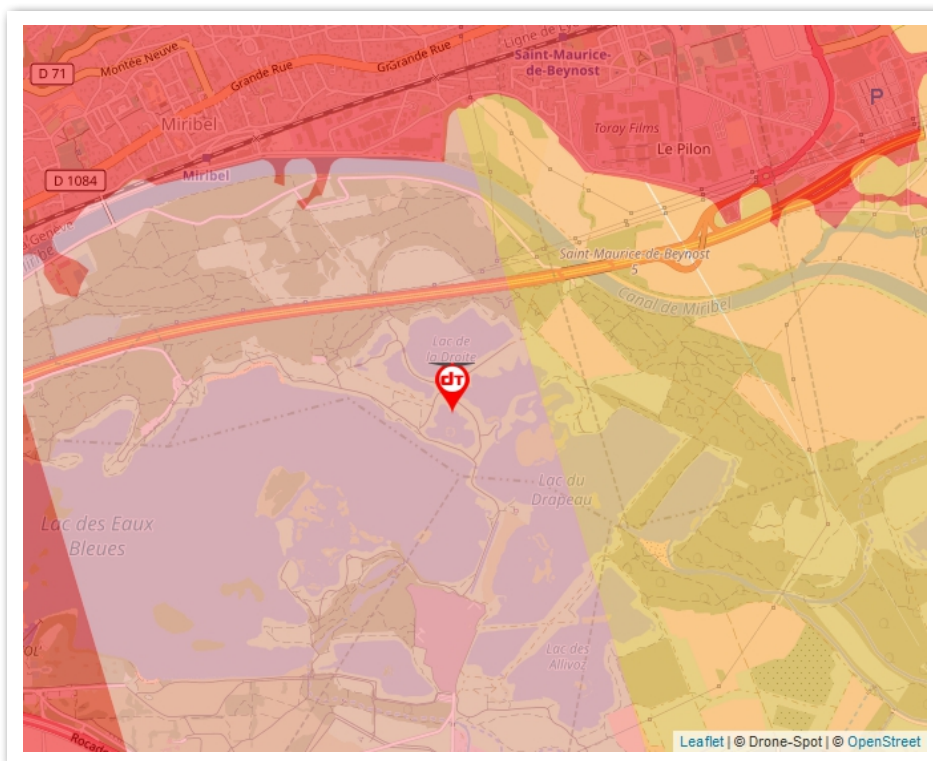 D 71
Montée Neuve
Grande Rue
Grande Rue
Ligne de
Saint-Maurice-
de-Beynost
P
Miribel
Toray Films
Le Pilon
D 1084
Miribel
Saint-Maurice de Beynost
5
Canal de Miribel
Lac de
la Droite
dT
Lac du
Drapeau
Lac des Eaux
Bleues
Lac des
Allivoz
Rocade
Leaflet | © Drone-Spot | © OpenStreet